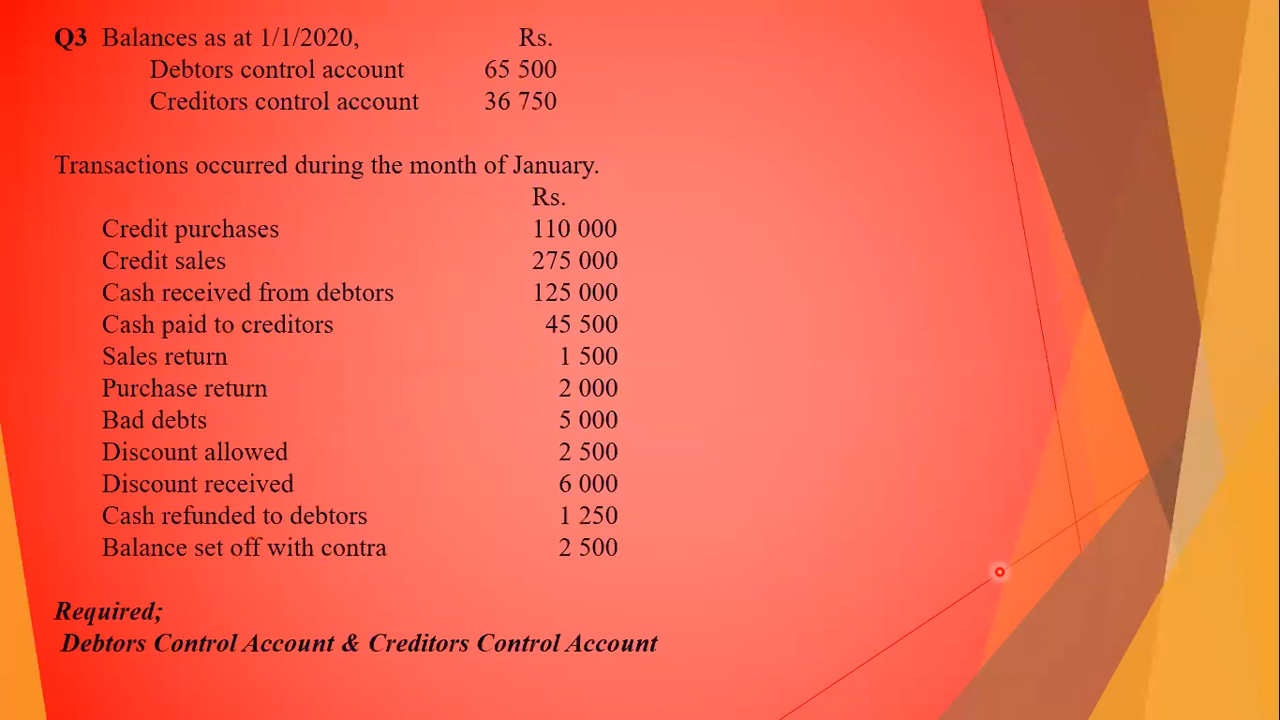 Q3 Balances as at 1/1/2020, Rs.
Debtors control account 65 500
Creditors control account 36 750
Transactions occurred during the month of January.
Rs.
Credit purchases 110 000
Credit sales 275 000
Cash received from debtors 125 000
Cash paid to creditors 45 500
Sales return 1 500
Purchase return 2 000
Bad debts 5 000
Discount allowed 2 500
Discount received 6 000
Cash refunded to debtors 1 250
Balance set off with contra 2 500
Required;
Debtors Control Account & Creditors Control Account